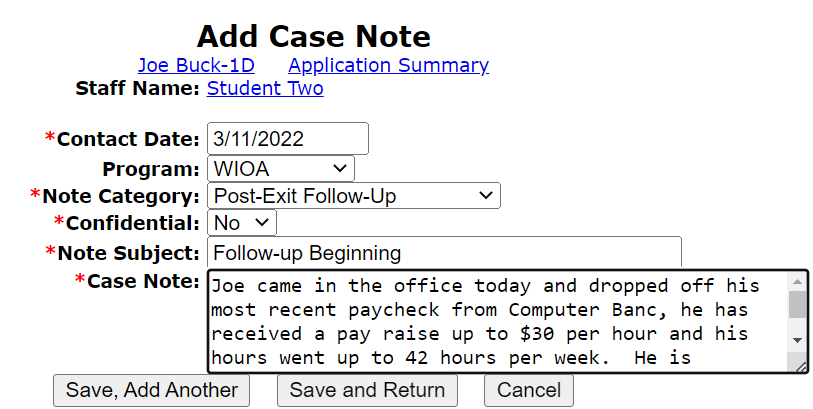 Add Case Note
Joe Buck-1D Application Summary
Staff Name: Student Two
*Contact Date: 3/11/2022
Program: WIOA
*Note Category: Post-Exit Follow-Up
*Confidential: No
*Note Subject: Follow-up Beginning
*Case Note: Joe came in the office today and dropped off his
most recent paycheck from Computer Banc, he has
received a pay raise up to $30 per hour and his
hours went up to 42 hours per week.  He is
Save, Add Another Save and Return Cancel